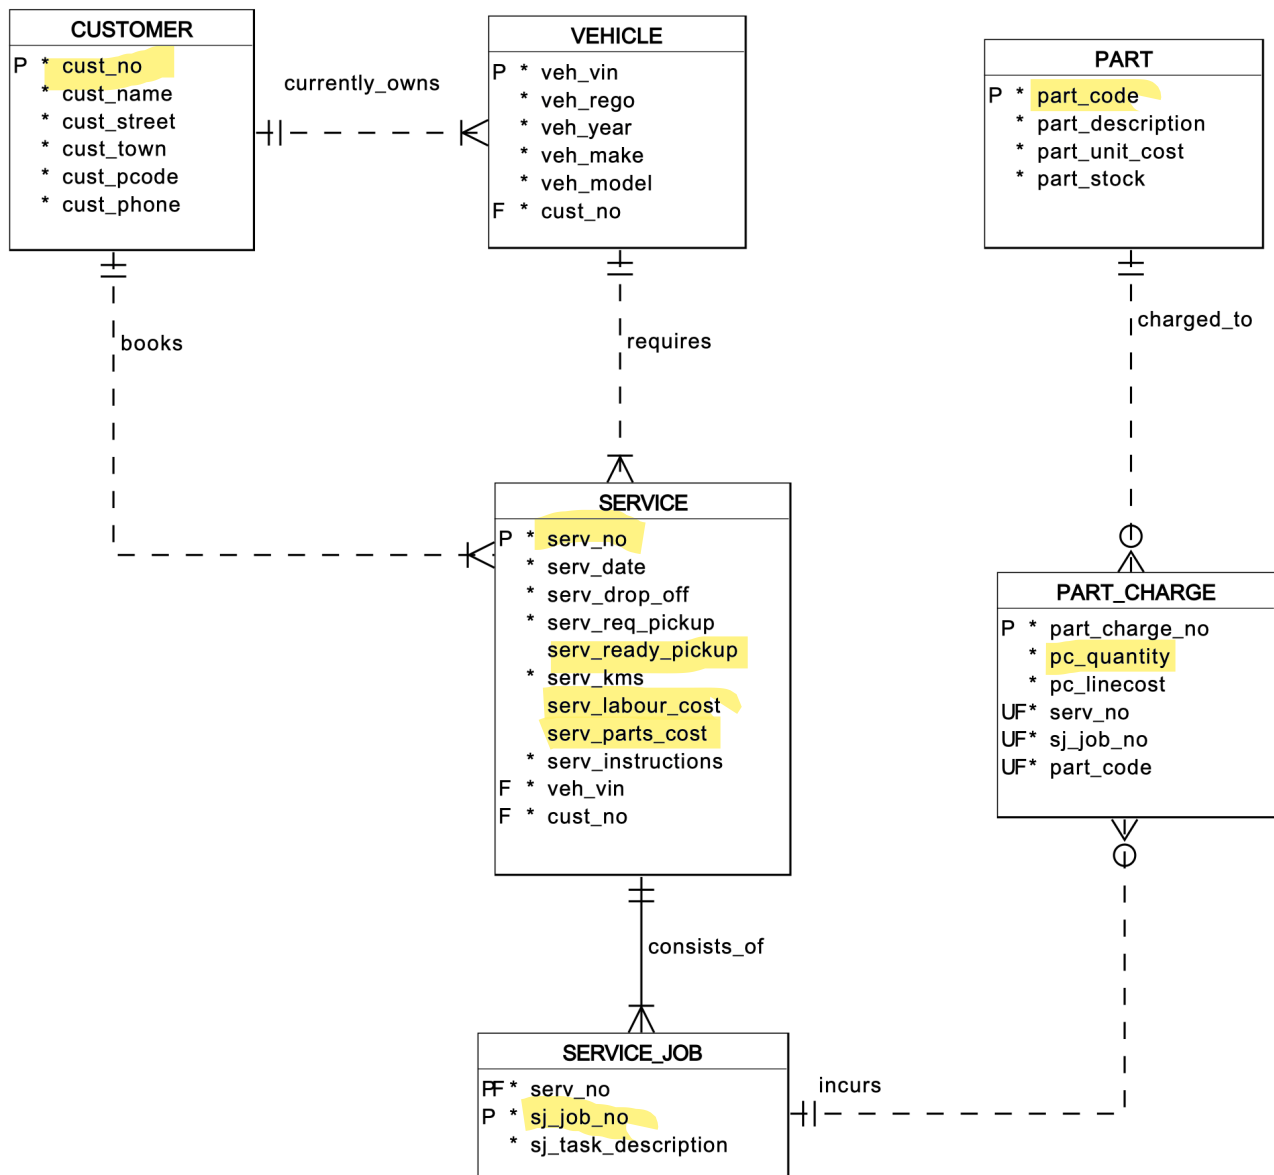 CUSTOMER
P * cust_no
* cust_name
* cust_street
* cust_town
* cust_pcode
* cust_phone
currently_owns
VEHICLE
P * veh_vin
* veh_rego
* veh_year
* veh_make
* veh_model
F * cust_no
PART
P * part_code
* part_description
* part_unit_cost
* part_stock
books
requires
charged_to
SERVICE
P * serv_no
* serv_date
* serv_drop_off
* serv_req_pickup
serv_ready_pickup
* serv_kms
serv_labour_cost
serv_parts_cost
* serv_instructions
F * veh_vin
F * cust_no
PART_CHARGE
P * part_charge_no
* pc_quantity
* pc_linecost
UF* serv_no
UF* sj_job_no
UF* part_code
consists_of
SERVICE_JOB
PF * serv_no
P * sj_job_no
* sj_task_description
incurs